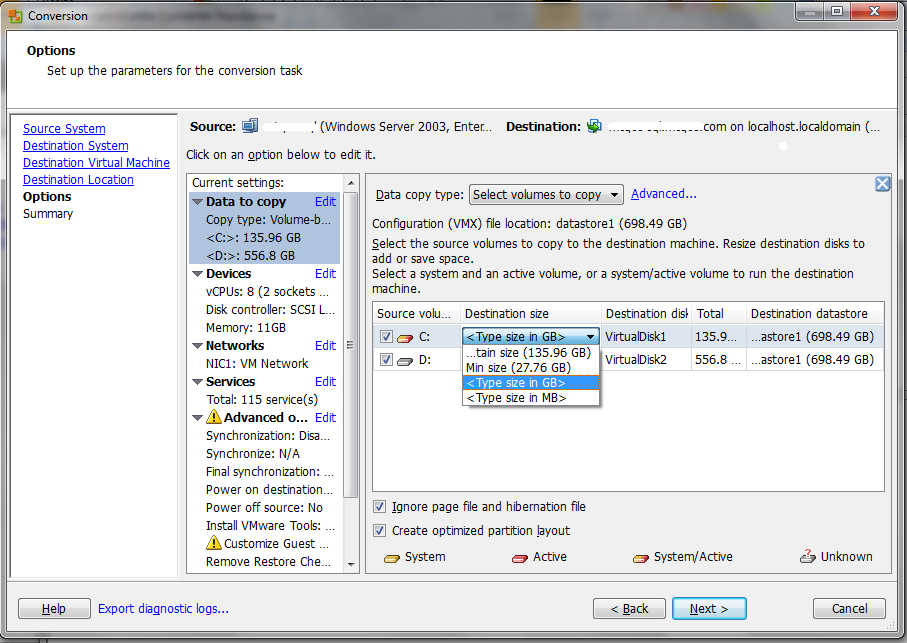 Conversion
Options
Set up the parameters for the conversion task
Source System
Destination System
Destination Virtual Machine
Destination Location
Options
Summary
Source: (Windows Server 2003, Enter... Destination: .com on localhost.localdomain (...
Click on an option below to edit it.
Current settings:
Data to copy Edit
Copy type: Volume-b...
<C:>: 135.96 GB
<D:>: 556.8 GB
Devices Edit
vCPUs: 8 (2 sockets ...
Disk controller: SCSI L...
Memory: 11GB
Networks Edit
NIC1: VM Network
Services Edit
Total: 115 service(s)
Advanced o... Edit
Synchronization: Disa...
Synchronize: N/A
Final synchronization: ...
Power on destination...
Power off source: No
Install VMware Tools: ...
Customize Guest ...
Remove Restore Che...
Data copy type: Select volumes to copy Advanced...
Configuration (VMX) file location: datastore1 (698.49 GB)
Select the source volumes to copy to the destination machine. Resize destination disks to
add or save space.
Select a system and an active volume, or a system/active volume to run the destination
machine.
Source volu... Destination size Destination disk Total Destination datastore
C: <Type size in GB> VirtualDisk1 135.9... ...astore1 (698.49 GB)
D: VirtualDisk2 556.8 ... ...astore1 (698.49 GB)
...tain size (135.96 GB)
Min size (27.76 GB)
<Type size in GB>
<Type size in MB>
Ignore page file and hibernation file
Create optimized partition layout
System Active System/Active Unknown
Help Export diagnostic logs... < Back Next > Cancel